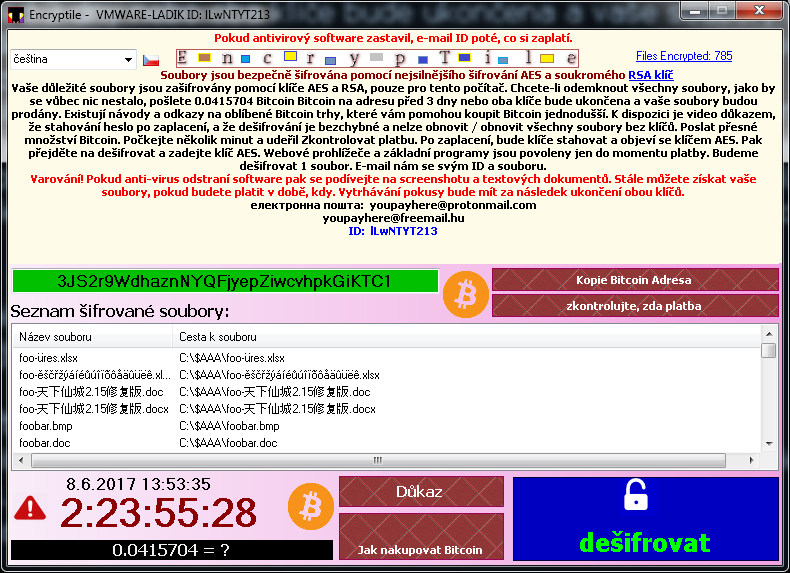 Encryptile - VMWARE-LADIK ID: lLwNTYT213
Pokud antivirový software zastavil, e-mail ID poté, co si zaplatí.
čeština
EncrypTile
Files Encrypted: 785
Soubory jsou bezpečně šifrována pomocí nejsilnějšího šifrování AES a soukromého RSA klíč
Vaše důležité soubory jsou zašifrovány pomocí klíče AES a RSA, pouze pro tento počítač. Chcete-li odemknout všechny soubory, jako by
se vůbec nic nestalo, pošlete 0.0415704 Bitcoin Bitcoin na adresu před 3 dny nebo oba klíče bude ukončena a vaše soubory budou
prodány. Existují návody a odkazy na oblíbené Bitcoin trhy, které vám pomohou koupit Bitcoin jednodušší. K dispozici je video důkazem,
že stahování heslo po zaplacení, a že dešifrování je bezchybné a nelze obnovit / obnovit všechny soubory bez klíčů. Poslat přesné
množství Bitcoin. Počkejte několik minut a udeřil Zkontrolovat platbu. Po zaplacení, bude klíče stahovat a objeví se klíčem AES. Pak
přejděte na dešifrovat a zadejte klíč AES. Webové prohlížeče a základní programy jsou povoleny jen do momentu platby. Budeme
dešifrovat 1 soubor. E-mail nám se svým ID a souboru.
Varování! Pokud anti-virus odstraní software pak se podívejte na screenshotu a textových dokumentů. Stále můžete získat vaše
soubory, pokud budete platit v době, kdy. Vytrhávání pokusy bude mít za následek ukončení obou klíčů.
електронна пошта: youpayhere@protonmail.com
youpayhere@freemail.hu
ID: lLwNTYT213
3JS2r9WdhaznNYQFjyepZiwcvhpkGiKTC1
Kopie Bitcoin Adresa
zkontrolujte, zda platba
Seznam šifrované soubory:
Název souboru Cesta k souboru
foo-üres.xlsx C:\$AAA\foo-üres.xlsx
foo-ěščřžýáíéůúíîðôåäûüëê.xl... C:\$AAA\foo-ěščřžýáíéůúíîðôåäûüëê.xlsx
foo-天下仙城2.15修复版.doc C:\$AAA\foo-天下仙城2.15修复版.doc
foo-天下仙城2.15修复版.docx C:\$AAA\foo-天下仙城2.15修复版.docx
foobar.bmp C:\$AAA\foobar.bmp
foobar.doc C:\$AAA\foobar.doc
8.6.2017 13:53:35
2:23:55:28
0.0415704 = ?
Důkaz
Jak nakupovat Bitcoin
dešifrovat